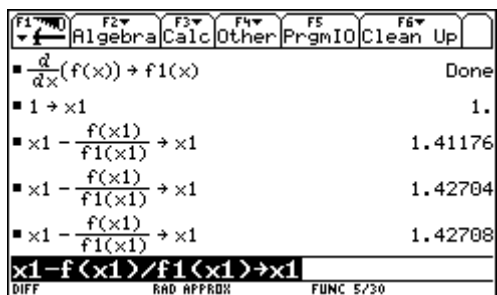 F1 F2 F3 F4 F5 F6
Algebra Calc Other PrgmIO Clean Up
d/dx(f(x)) → f1(x) Done
1 → x1 1.
x1 - f(x1)/f1(x1) → x1 1.41176
x1 - f(x1)/f1(x1) → x1 1.42704
x1 - f(x1)/f1(x1) → x1 1.42708
x1-f(x1)/f1(x1)→x1
DIFF RAD APPROX FUNC 5/30